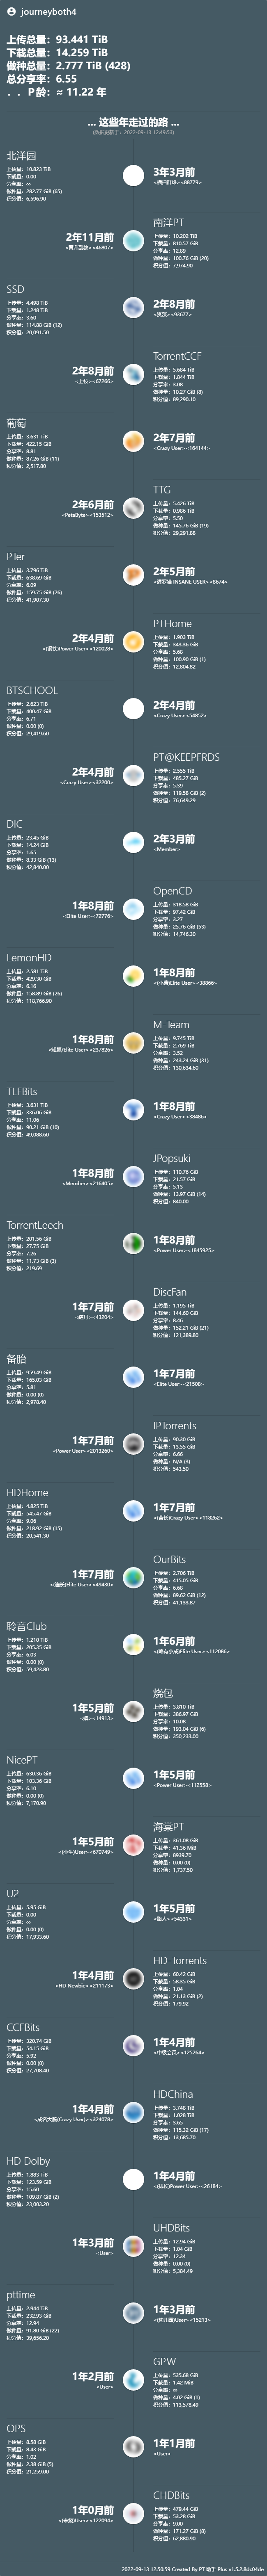 journeyboth4
上传总量：93.441 TiB
下载总量：14.259 TiB
做种总量：2.777 TiB (428)
总分享率：6.55
．．P 龄：≈ 11.22 年
... 这些年走过的路 ...
(数据更新于：2022-09-13 12:49:53)
北洋园
上传量：10.823 TiB
下载量：0.00
分享率：∞
做种量：282.77 GiB (65)
积分值：6,596.90
3年3月前
<88779>
南洋PT
上传量：10.202 TiB
下载量：810.57 GiB
分享率：12.89
做种量：100.76 GiB (20)
积分值：7,974.90
2年11月前
<46807>
SSD
上传量：4.498 TiB
下载量：1.248 TiB
分享率：3.60
做种量：114.88 GiB (12)
积分值：20,091.50
2年8月前
<资深><93677>
TorrentCCF
上传量：5.684 TiB
下载量：1.844 TiB
分享率：3.08
做种量：10.27 GiB (8)
积分值：89,290.10
2年8月前
<上校><67266>
葡萄
上传量：3.631 TiB
下载量：422.15 GiB
分享率：8.81
做种量：87.26 GiB (11)
积分值：2,517.80
2年7月前
<Crazy User><164144>
TTG
上传量：5.426 TiB
下载量：0.986 TiB
分享率：5.50
做种量：145.76 GiB (19)
积分值：29,291.88
2年6月前
<PetaByte><153512>
PTer
上传量：3.796 TiB
下载量：638.69 GiB
分享率：6.09
做种量：159.75 GiB (26)
积分值：41,907.30
2年5月前
<暹罗猫 INSANE USER><6674>
PTHome
上传量：1.903 TiB
下载量：343.36 GiB
分享率：5.68
做种量：100.90 GiB (1)
积分值：12,804.82
2年4月前
Power User><120028>
BTSCHOOL
上传量：2.623 TiB
下载量：400.47 GiB
分享率：6.71
做种量：0.00 (0)
积分值：29,419.60
2年4月前
<Crazy User><54852>
PT@KEEPFRDS
上传量：2.555 TiB
下载量：485.27 GiB
分享率：5.39
做种量：119.58 GiB (2)
积分值：76,649.29
2年4月前
<Crazy User><32200>
DIC
上传量：23.45 GiB
下载量：14.24 GiB
分享率：1.65
做种量：8.33 GiB (13)
积分值：42,840.00
2年3月前
<Member>
OpenCD
上传量：318.58 GiB
下载量：97.42 GiB
分享率：3.27
做种量：25.76 GiB (53)
积分值：14,746.30
1年8月前
<Elite User><72776>
LemonHD
上传量：2.581 TiB
下载量：429.30 GiB
分享率：6.16
做种量：158.89 GiB (26)
积分值：118,766.90
1年8月前
<(小康)Elite User><38866>
M-Team
上传量：9.745 TiB
下载量：2.769 TiB
分享率：3.52
做种量：243.24 GiB (31)
积分值：130,634.60
1年8月前
<知縣/Elite User><237826>
TLFBits
上传量：3.631 TiB
下载量：336.06 GiB
分享率：11.06
做种量：90.21 GiB (10)
积分值：49,088.60
1年8月前
<Crazy User><38486>
JPopsuki
上传量：110.76 GiB
下载量：21.57 GiB
分享率：5.13
做种量：13.97 GiB (14)
积分值：840.00
1年8月前
<Member><216405>
TorrentLeech
上传量：201.56 GiB
下载量：27.75 GiB
分享率：7.26
做种量：11.73 GiB (3)
积分值：219.69
1年8月前
<Power User><1845925>
DiscFan
上传量：1.195 TiB
下载量：144.60 GiB
分享率：8.46
做种量：152.21 GiB (21)
积分值：121,389.80
1年7月前
<43204>
备胎
上传量：959.49 GiB
下载量：165.03 GiB
分享率：5.81
做种量：0.00 (0)
积分值：2,978.40
1年7月前
<Elite User><21508>
IPTorrents
上传量：90.30 GiB
下载量：13.55 GiB
分享率：6.66
做种量：N/A (3)
积分值：543.50
1年7月前
<Power User><2013260>
HDHome
上传量：4.825 TiB
下载量：545.47 GiB
分享率：9.06
做种量：218.92 GiB (15)
积分值：20,541.30
1年7月前
Crazy User><118262>
OurBits
上传量：2.706 TiB
下载量：415.05 GiB
分享率：6.68
做种量：89.62 GiB (12)
积分值：41,133.87
1年7月前
Elite User><49430>
聆音Club
上传量：1.210 TiB
下载量：205.35 GiB
分享率：6.03
做种量：0.00 (0)
积分值：59,423.80
1年6月前
<(略有小成)Elite User><112086>
烧包
上传量：3.810 TiB
下载量：386.97 GiB
分享率：10.08
做种量：193.04 GiB (6)
积分值：350,233.00
1年5月前
<14913>
NicePT
上传量：630.36 GiB
下载量：103.36 GiB
分享率：6.10
做种量：0.00 (0)
积分值：7,170.90
1年5月前
<Power User><112558>
海棠PT
上传量：361.08 GiB
下载量：41.36 MiB
分享率：8939.70
做种量：0.00 (0)
积分值：1,737.50
1年5月前
<(小生)User><670749>
U2
上传量：5.95 GiB
下载量：0.00
分享率：∞
做种量：0.00 (0)
积分值：17,933.60
1年5月前
<路人><54331>
HD-Torrents
上传量：60.42 GiB
下载量：58.35 GiB
分享率：1.04
做种量：21.13 GiB (2)
积分值：179.92
1年4月前
<HD Newbie><211173>
CCFBits
上传量：320.74 GiB
下载量：54.15 GiB
分享率：5.92
做种量：0.00 (0)
积分值：27,708.40
1年4月前
<中级会员><125264>
HDChina
上传量：3.748 TiB
下载量：1.028 TiB
分享率：3.65
做种量：115.32 GiB (17)
积分值：13,685.70
1年4月前
<成名大腕(Crazy User)><324078>
HD Dolby
上传量：1.883 TiB
下载量：123.59 GiB
分享率：15.60
做种量：109.87 GiB (2)
积分值：23,003.20
1年4月前
<(排长)Power User><26184>
UHDBits
上传量：12.94 GiB
下载量：1.04 GiB
分享率：12.34
做种量：0.00 (0)
积分值：5,384.49
1年3月前
<User>
pttime
上传量：2.944 TiB
下载量：232.93 GiB
分享率：12.94
做种量：91.80 GiB (22)
积分值：39,656.20
1年3月前
<(幼儿园)User><15213>
GPW
上传量：535.68 GiB
下载量：1.42 MiB
分享率：∞
做种量：4.02 GiB (1)
积分值：113,578.49
1年2月前
<User>
OPS
上传量：8.58 GiB
下载量：8.43 GiB
分享率：1.02
做种量：2.38 GiB (5)
积分值：21,259.00
1年1月前
<User>
CHDBits
上传量：479.44 GiB
下载量：53.28 GiB
分享率：9.00
做种量：171.27 GiB (8)
积分值：62,880.90
1年0月前
User><122094>
2022-09-13 12:50:59 Created By PT 助手 Plus v1.5.2.8dc04de